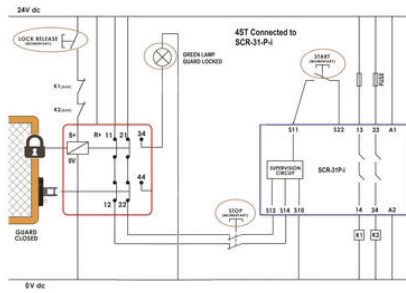 24V dc
LOCK RELEASE
(MOMENTARY)
4ST Connected to
SCR-31-P-i
GREEN LAMP
GUARD LOCKED
START
(MOMENTARY)
FUSE
K1 (AUX)
K2 (AUX)
S+
R+ 11 21 34
0V
44
12 22
S11 S22 13 23 A1
SUPERVISION
CIRCUIT
SCR-31P-i
S12 S14 S10 14 24 A2
STOP
(MOMENTARY)
K1 K2
GUARD
CLOSED
0V dc